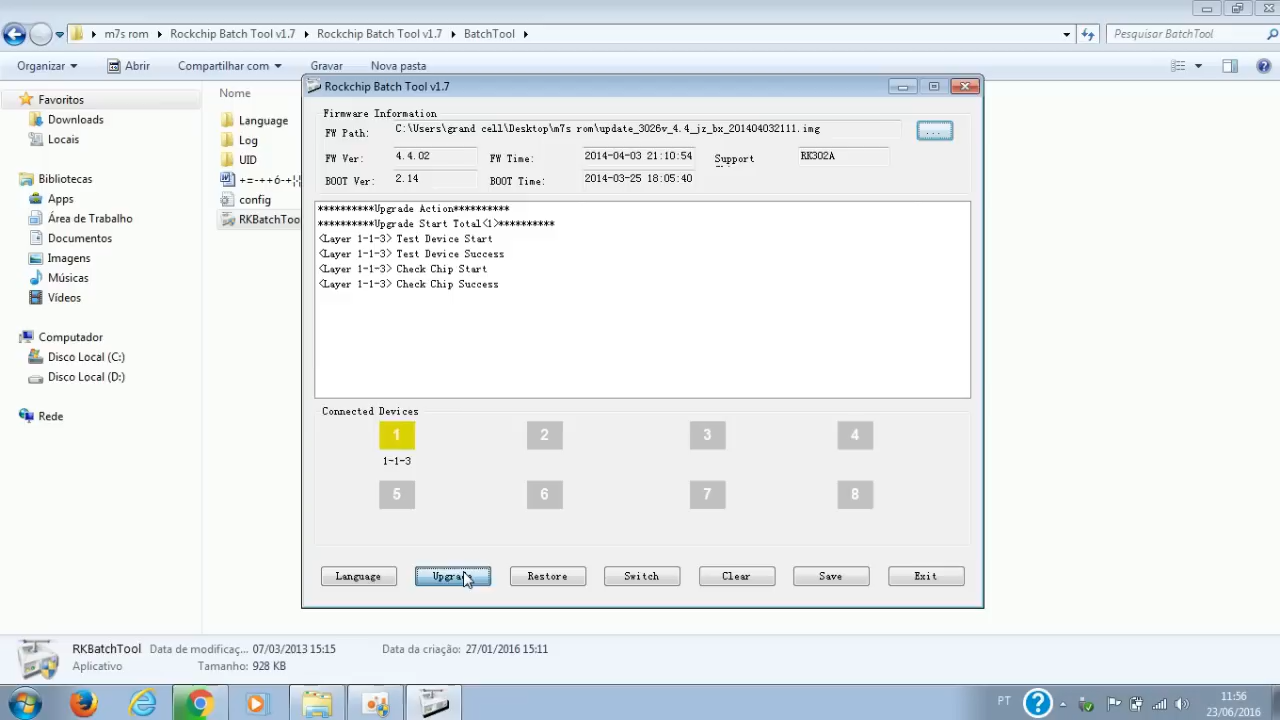 m7s rom Rockchip Batch Tool v1.7 Rockchip Batch Tool v1.7 BatchTool Pesquisar BatchTool
Organizar Abrir Compartilhar com Gravar Nova pasta
Favoritos
Downloads
Locais
Bibliotecas
Apps
Área de Trabalho
Documentos
Imagens
Músicas
Vídeos
Computador
Disco Local (C:)
Disco Local (D:)
Rede
Nome
Language
Log
UID
config
RKBatchToo
Rockchip Batch Tool v1.7
Firmware Information
FW Path: C:\Users\grand cell\Desktop\m7s rom\update_3026v_4.4_jz_bx_201404032111.img ...
FW Ver: 4.4.02 FW Time: 2014-04-03 21:10:54 Support RK302A
BOOT Ver: 2.14 BOOT Time: 2014-03-25 18:05:40
**********Upgrade Action**********
**********Upgrade Start Total<1>**********
<Layer 1-1-3> Test Device Start
<Layer 1-1-3> Test Device Success
<Layer 1-1-3> Check Chip Start
<Layer 1-1-3> Check Chip Success
Connected Devices
1 2 3 4
1-1-3
5 6 7 8
Language Upgrade Restore Switch Clear Save Exit
RKBatchTool Data de modificaç... 07/03/2013 15:15 Data da criação: 27/01/2016 15:11
Aplicativo Tamanho: 928 KB
PT 11:56
23/06/2016